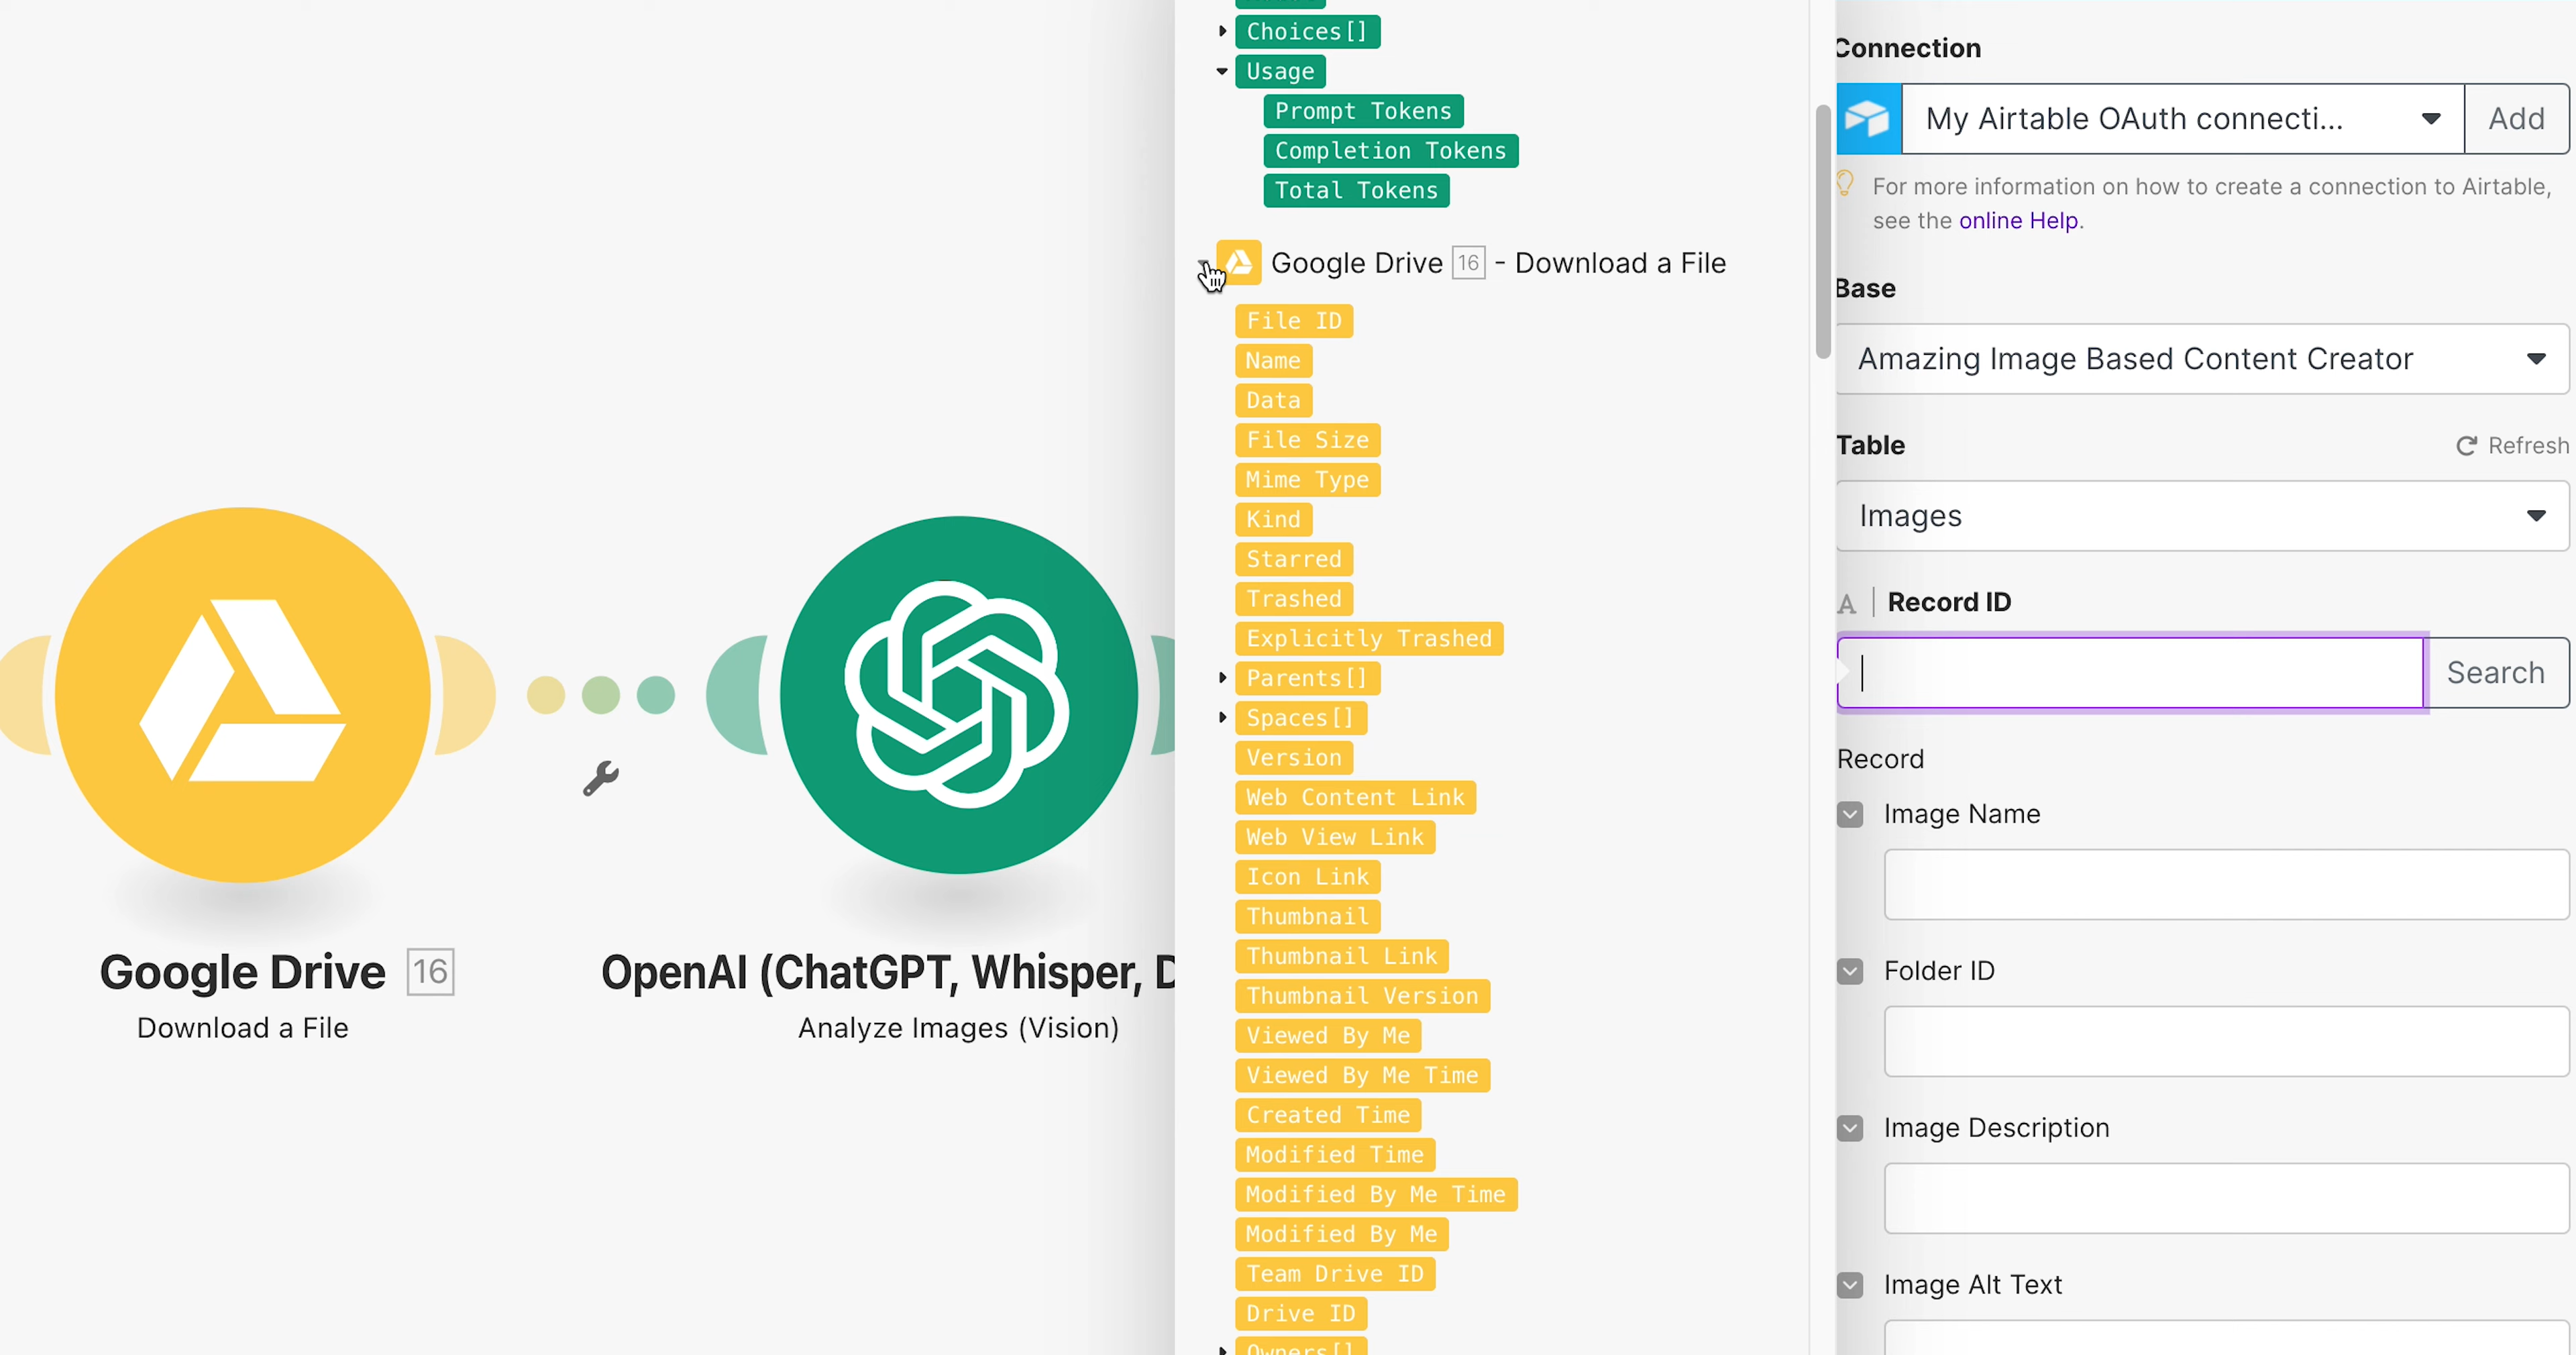 Choices[]
Usage
Prompt Tokens
Completion Tokens
Total Tokens
Google Drive 16 - Download a File
File ID
Name
Data
File Size
Mime Type
Kind
Starred
Trashed
Explicitly Trashed
Parents[]
Spaces[]
Version
Web Content Link
Web View Link
Icon Link
Thumbnail
Thumbnail Link
Thumbnail Version
Viewed By Me
Viewed By Me Time
Created Time
Modified Time
Modified By Me Time
Modified By Me
Team Drive ID
Drive ID
Owners[]
Google Drive 16
Download a File
OpenAI (ChatGPT, Whisper, D
Analyze Images (Vision)
Connection
My Airtable OAuth connecti...
Add
For more information on how to create a connection to Airtable,
see the online Help.
Base
Amazing Image Based Content Creator
Table
Refresh
Images
A Record ID
Search
Record
Image Name
Folder ID
Image Description
Image Alt Text